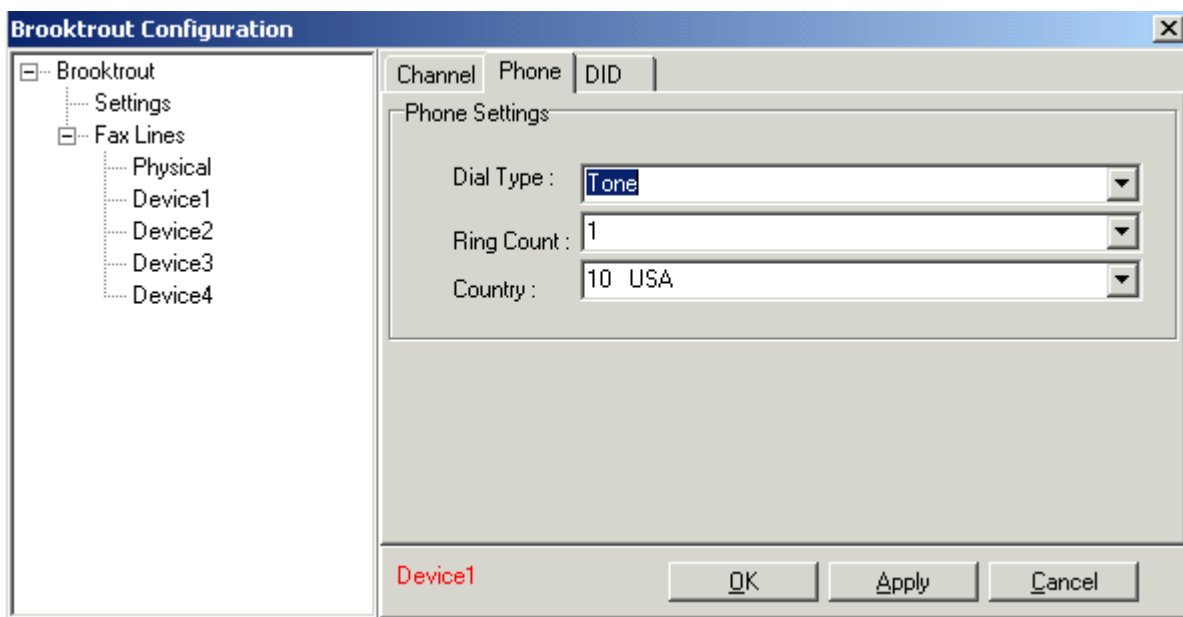 Brooktrout Configuration
Brooktrout
Settings
Fax Lines
Physical
Device1
Device2
Device3
Device4
Channel Phone DID
Phone Settings
Dial Type : Tone
Ring Count : 1
Country : 10 USA
Device1 OK Apply Cancel